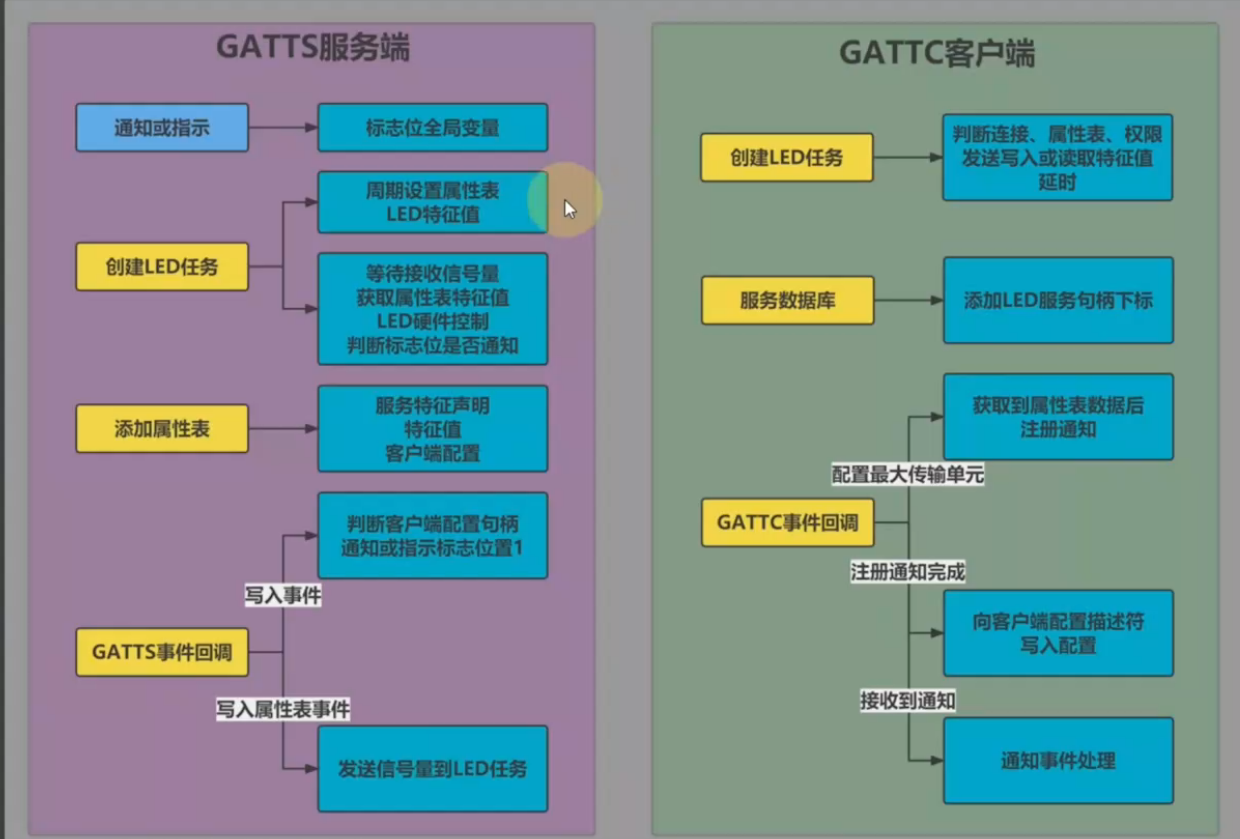 GATTS服务端
通知或指示
标志位全局变量
创建LED任务
周期设置属性表
LED特征值
等待接收信号量
获取属性表特征值
LED硬件控制
判断标志位是否通知
添加属性表
服务特征声明
特征值
客户端配置
GATTS事件回调
写入事件
判断客户端配置句柄
通知或指示标志位置1
写入属性表事件
发送信号量到LED任务
GATTC客户端
创建LED任务
判断连接、属性表、权限
发送写入或读取特征值
延时
服务数据库
添加LED服务句柄下标
GATTC事件回调
配置最大传输单元
获取到属性表数据后
注册通知
注册通知完成
向客户端配置描述符
写入配置
接收到通知
通知事件处理